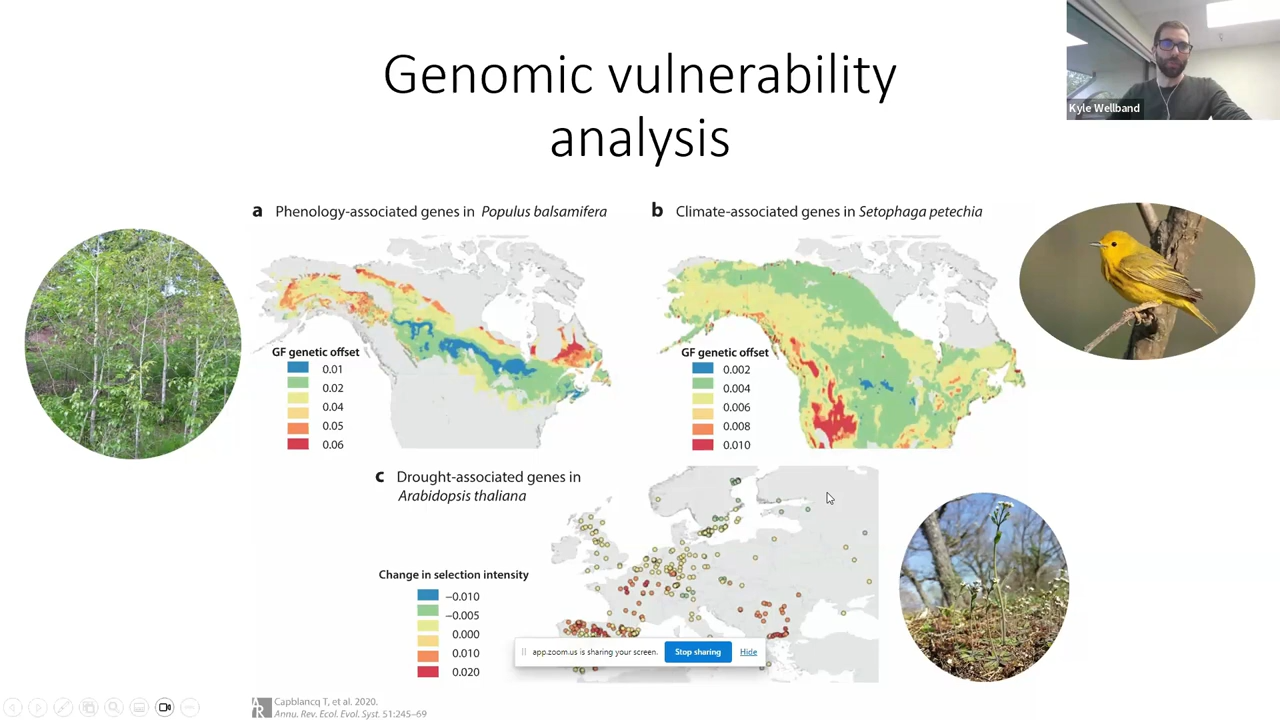 Genomic vulnerability
analysis
Kyle Wellband
a Phenology-associated genes in Populus balsamifera
b Climate-associated genes in Setophaga petechia
GF genetic offset
0.01
0.02
0.04
0.05
0.06
GF genetic offset
0.002
0.004
0.006
0.008
0.010
c Drought-associated genes in
Arabidopsis thaliana
Change in selection intensity
−0.010
−0.005
0.000
0.010
0.020
app.zoom.us is sharing your screen.
Stop sharing
Hide
AR
Capblancq T, et al. 2020.
Annu. Rev. Ecol. Evol. Syst. 51:245–69